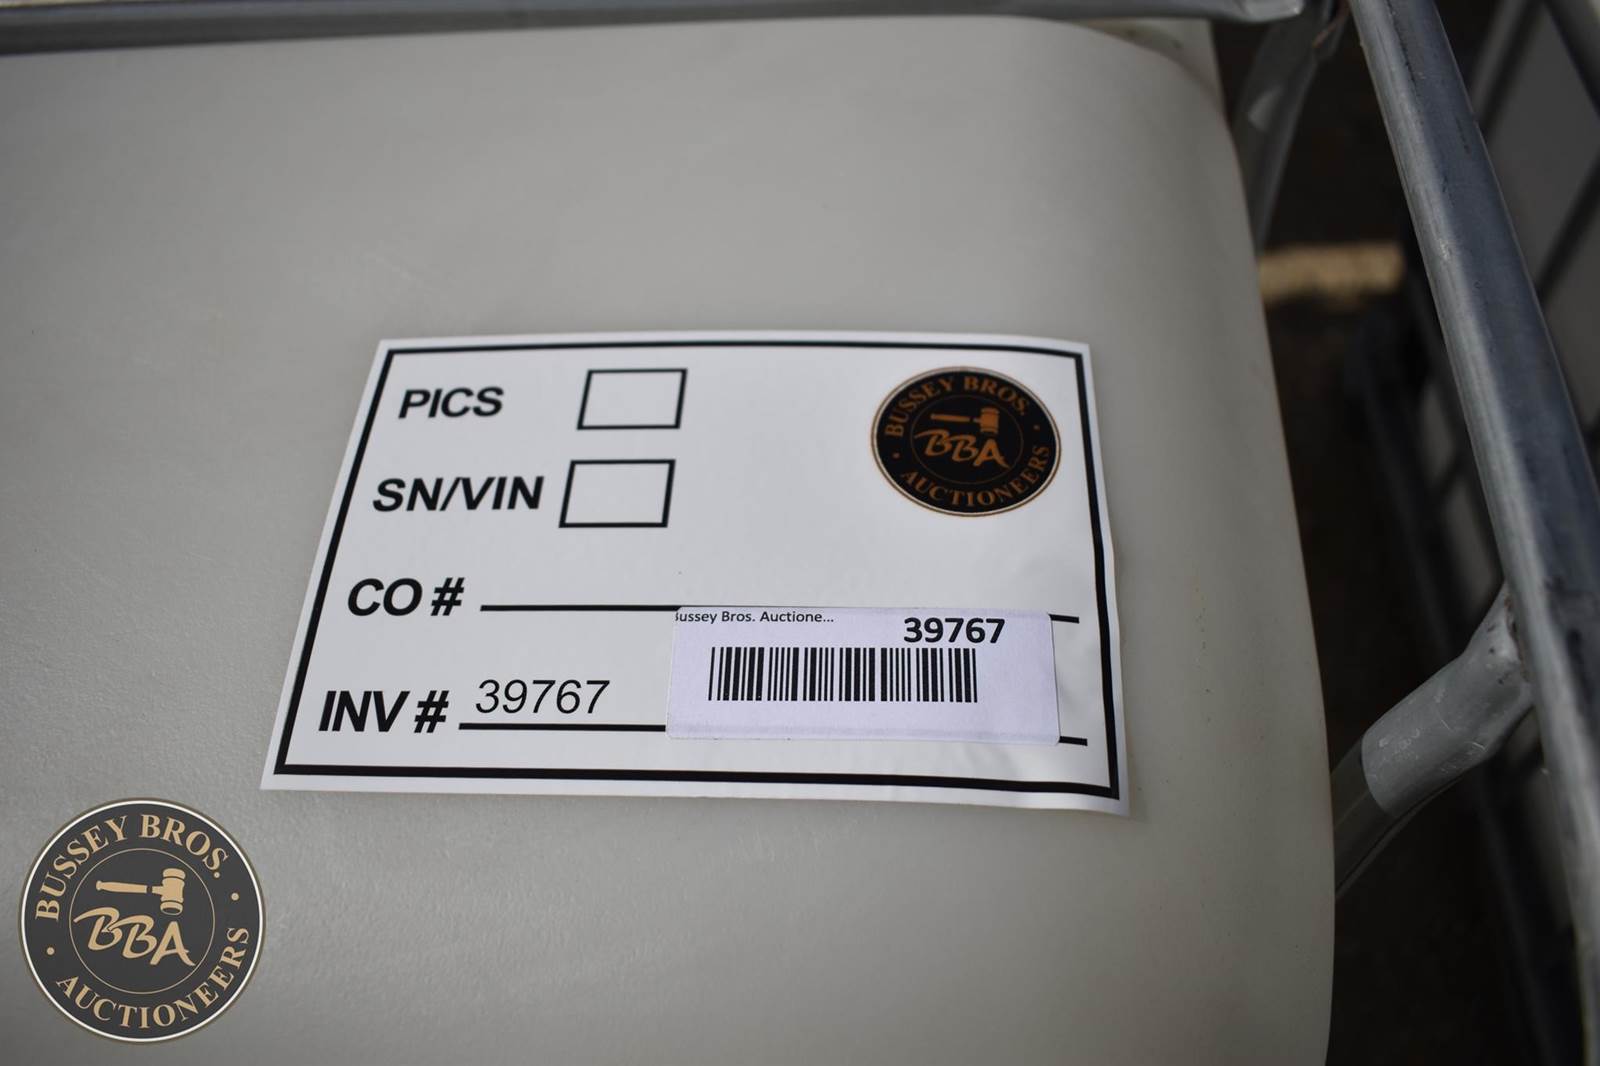 PICS
BUSSEY BROS.
BBA
AUCTIONEERS
SN/VIN
CO #
Bussey Bros. Auctione... 39767
INV # 39767
BUSSEY BROS.
BBA
AUCTIONEERS